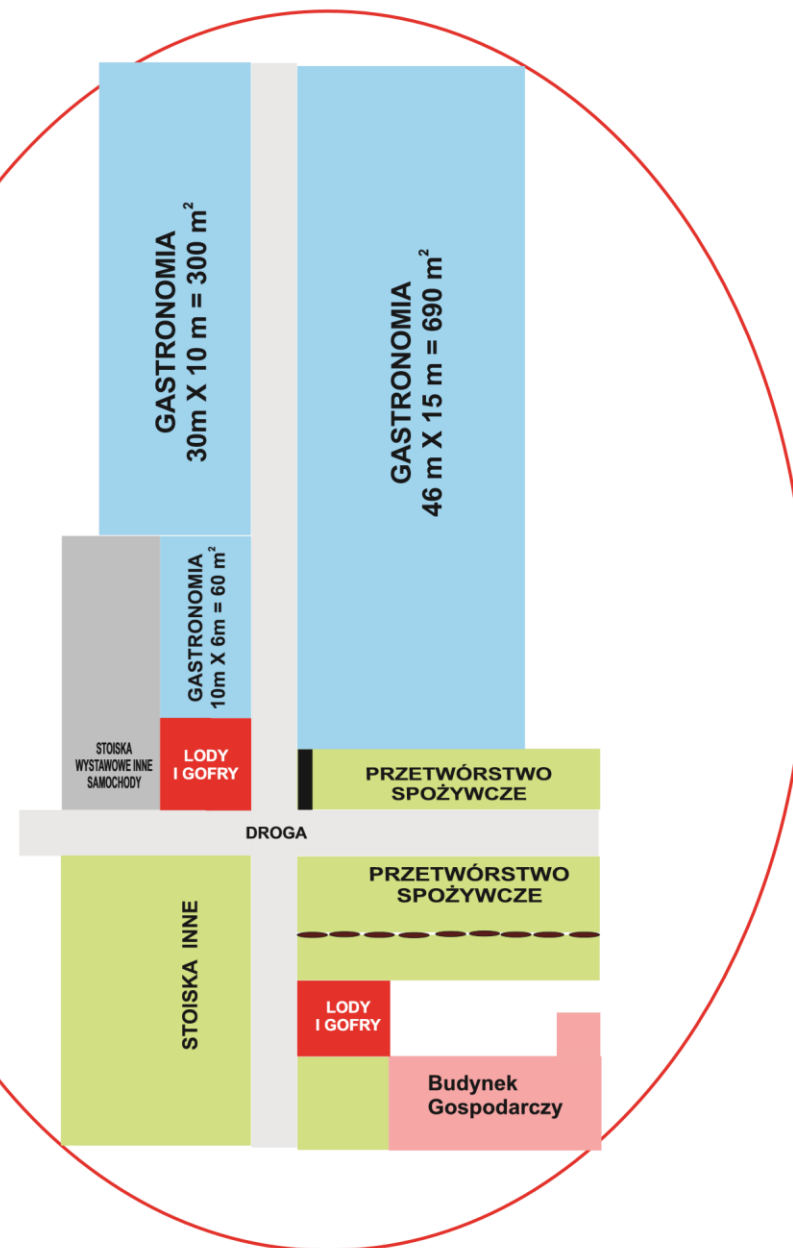 GASTRONOMIA
30m X 10 m = 300 m²
GASTRONOMIA
46 m X 15 m = 690 m²
GASTRONOMIA
10m X 6m = 60 m²
STOISKA
WYSTAWOWE INNE
SAMOCHODY
LODY
I GOFRY
PRZETWÓRSTWO
SPOŻYWCZE
DROGA
PRZETWÓRSTWO
SPOŻYWCZE
STOISKA INNE
LODY
I GOFRY
Budynek
Gospodarczy